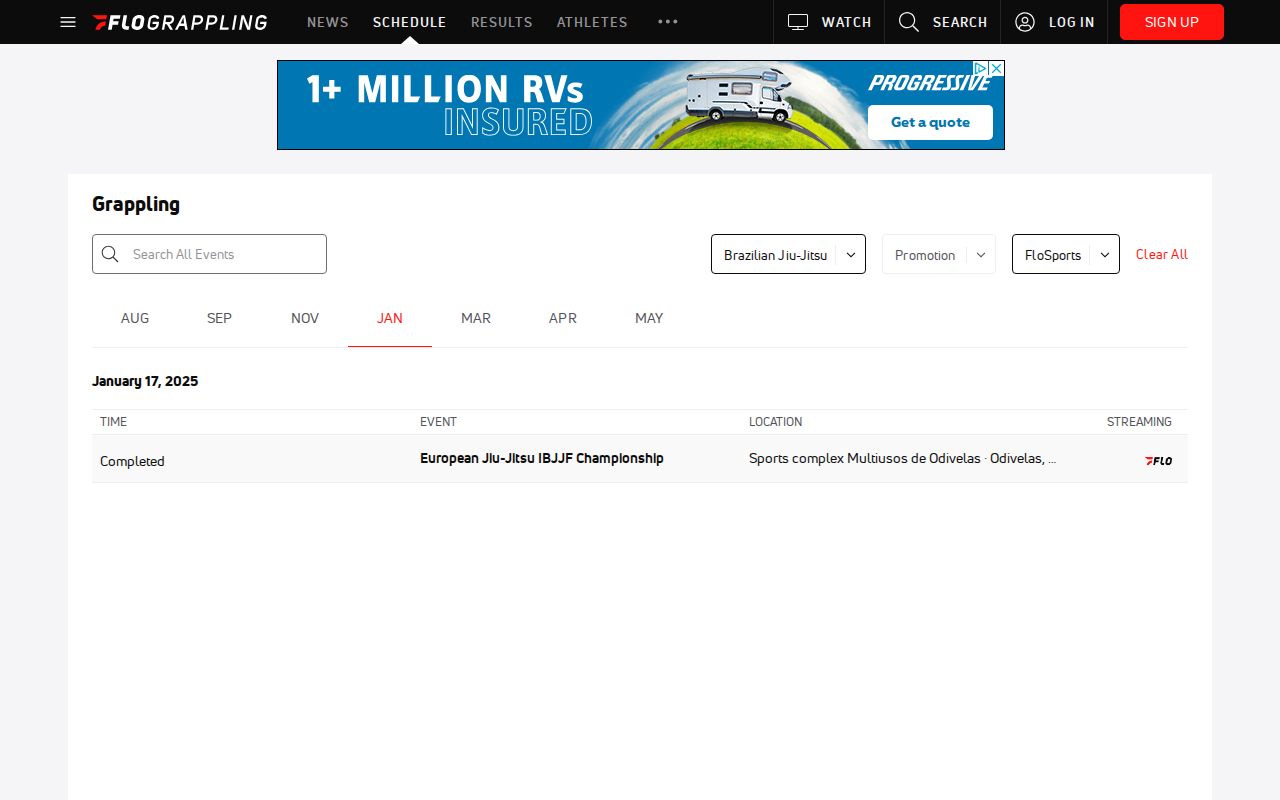 FLOGRAPPLING NEWS SCHEDULE RESULTS ATHLETES ••• WATCH SEARCH LOG IN SIGN UP
1+ MILLION RVs
INSURED
PROGRESSIVE
Get a quote
Grappling
Search All Events Brazilian Jiu-Jitsu Promotion FloSports Clear All
AUG SEP NOV JAN MAR APR MAY
January 17, 2025
TIME EVENT LOCATION STREAMING
Completed European Jiu-Jitsu IBJJF Championship Sports complex Multiusos de Odivelas · Odivelas, ... FLO